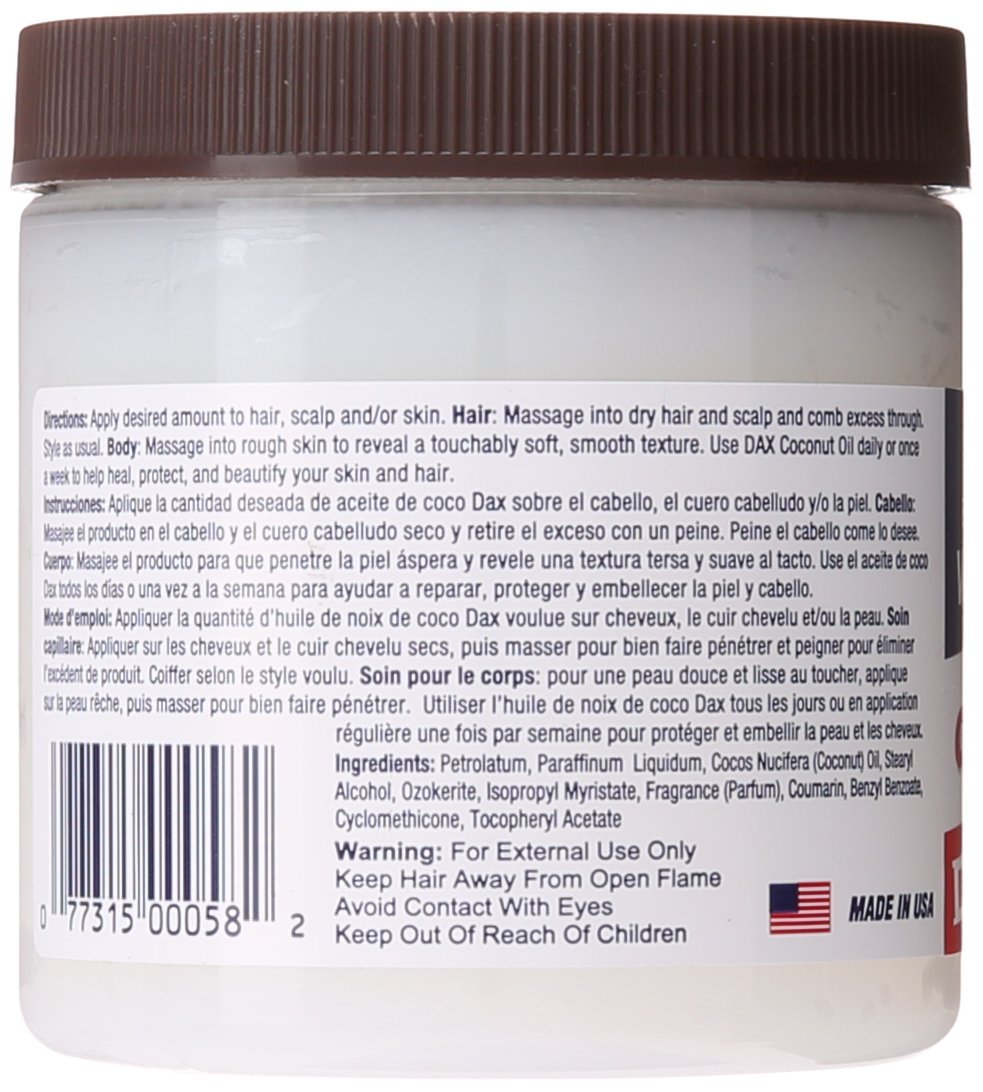 Directions: Apply desired amount to hair, scalp and/or skin. Hair: Massage into dry hair and scalp and comb excess through.
Style as usual. Body: Massage into rough skin to reveal a touchably soft, smooth texture. Use DAX Coconut Oil daily or once
a week to help heal, protect, and beautify your skin and hair.
Instrucciones: Aplique la cantidad deseada de aceite de coco Dax sobre el cabello, el cuero cabelludo y/o la piel. Cabello:
Masajee el producto en el cabello y el cuero cabelludo seco y retire el exceso con un peine. Peine el cabello come lo desee.
Cuerpo: Masajee el producto para que penetre la piel áspera y revele una textura tersa y suave al tacto. Use el aceite de coco
Dax todos los días o una vez a la semana para ayudar a reparar, proteger y embellecer la piel y cabello.
Mode d'emploi: Appliquer la quantité d'huile de noix de coco Dax voulue sur cheveux, le cuir chevelu et/ou la peau. Soin
capillaire: Appliquer sur les cheveux et le cuir chevelu secs, puis masser pour bien faire pénétrer et peigner pour éliminer
l'excédent de produit. Coiffer selon le style voulu. Soin pour le corps: pour une peau douce et lisse au toucher, applique
sur la peau rêche, puis masser pour bien faire pénétrer. Utiliser l'huile de noix de coco Dax tous les jours ou en application
régulière une fois par semaine pour protéger et embellir la peau et les cheveux.
Ingredients: Petrolatum, Paraffinum Liquidum, Cocos Nucifera (Coconut) Oil, Stearyl
Alcohol, Ozokerite, Isopropyl Myristate, Fragrance (Parfum), Coumarin, Benzyl Benzoate,
Cyclomethicone, Tocopheryl Acetate
Warning: For External Use Only
Keep Hair Away From Open Flame
Avoid Contact With Eyes
Keep Out Of Reach Of Children
MADE IN USA
0 77315 00058 2